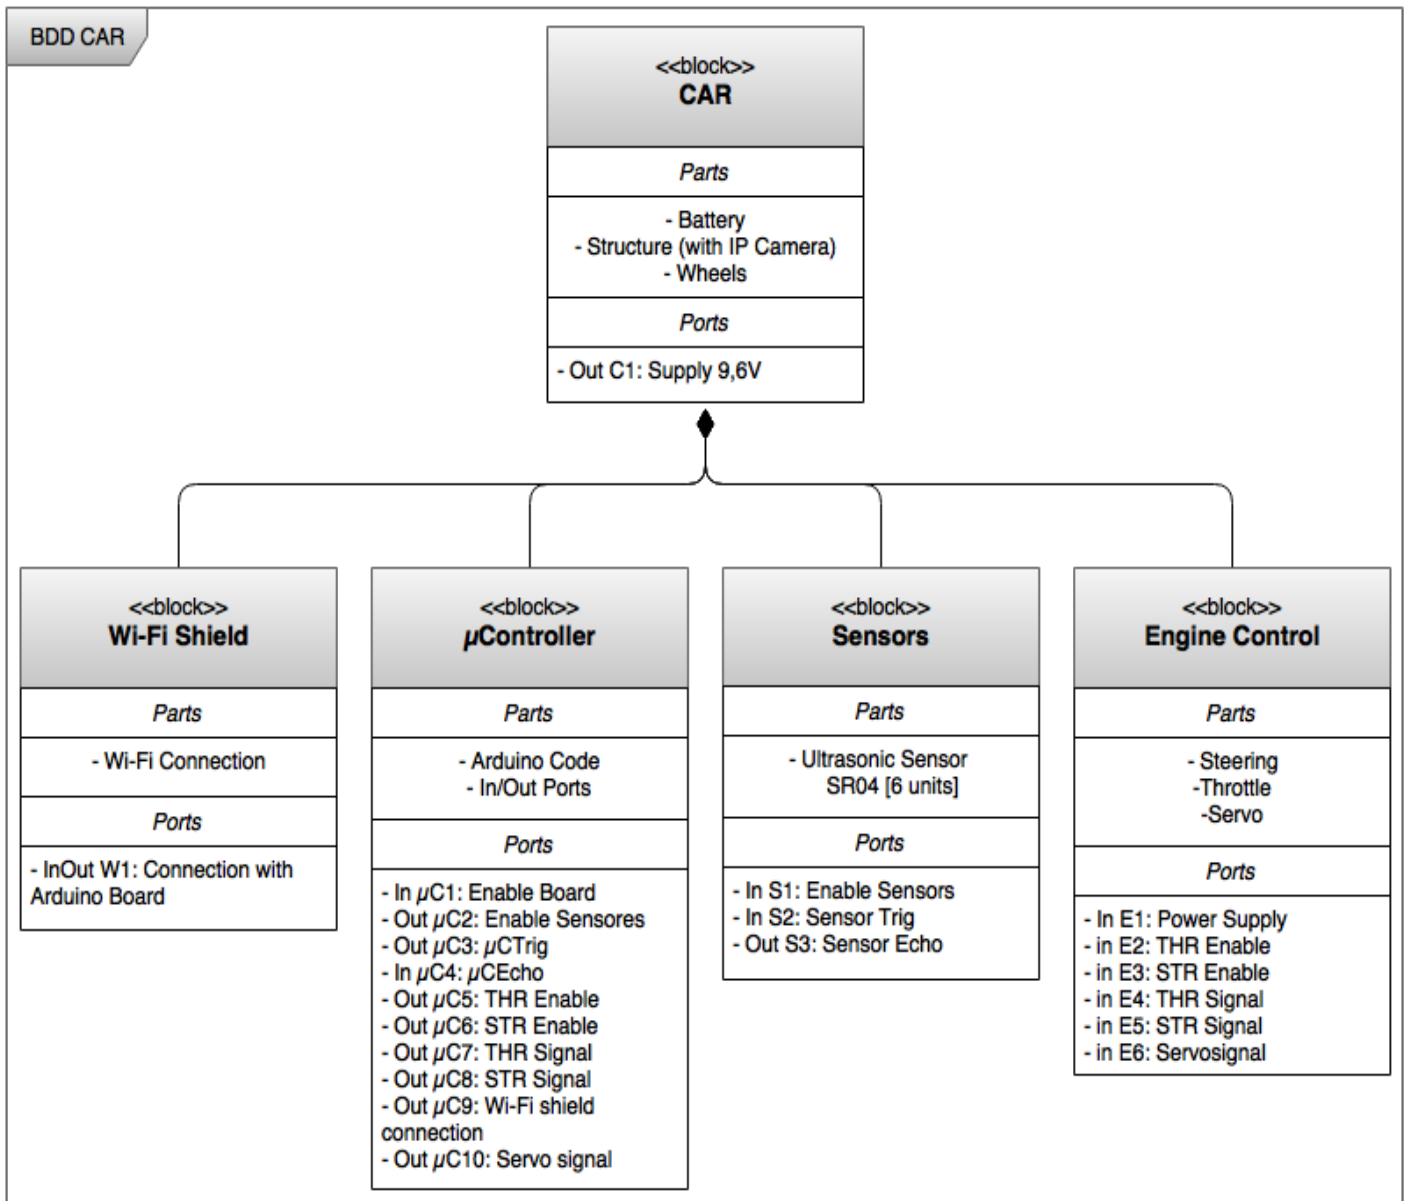 BDD CAR
<<block>>
CAR
Parts
- Battery
- Structure (with IP Camera)
- Wheels
Ports
- Out C1: Supply 9,6V
<<block>>
Wi-Fi Shield
Parts
- Wi-Fi Connection
Ports
- InOut W1: Connection with
Arduino Board
<<block>>
µController
Parts
- Arduino Code
- In/Out Ports
Ports
- In µC1: Enable Board
- Out µC2: Enable Sensores
- Out µC3: µCTrig
- In µC4: µCEcho
- Out µC5: THR Enable
- Out µC6: STR Enable
- Out µC7: THR Signal
- Out µC8: STR Signal
- Out µC9: Wi-Fi shield
connection
- Out µC10: Servo signal
<<block>>
Sensors
Parts
- Ultrasonic Sensor
SR04 [6 units]
Ports
- In S1: Enable Sensors
- In S2: Sensor Trig
- Out S3: Sensor Echo
<<block>>
Engine Control
Parts
- Steering
-Throttle
-Servo
Ports
- In E1: Power Supply
- in E2: THR Enable
- in E3: STR Enable
- in E4: THR Signal
- in E5: STR Signal
- in E6: Servosignal